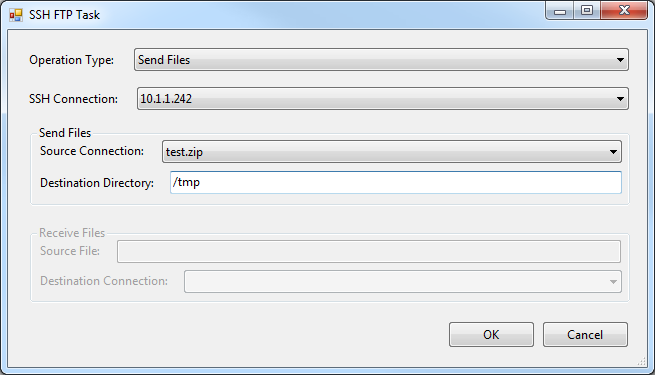 SSH FTP Task
Operation Type: Send Files
SSH Connection: 10.1.1.242
Send Files
Source Connection: test.zip
Destination Directory: /tmp
Receive Files
Source File:
Destination Connection:
OK Cancel